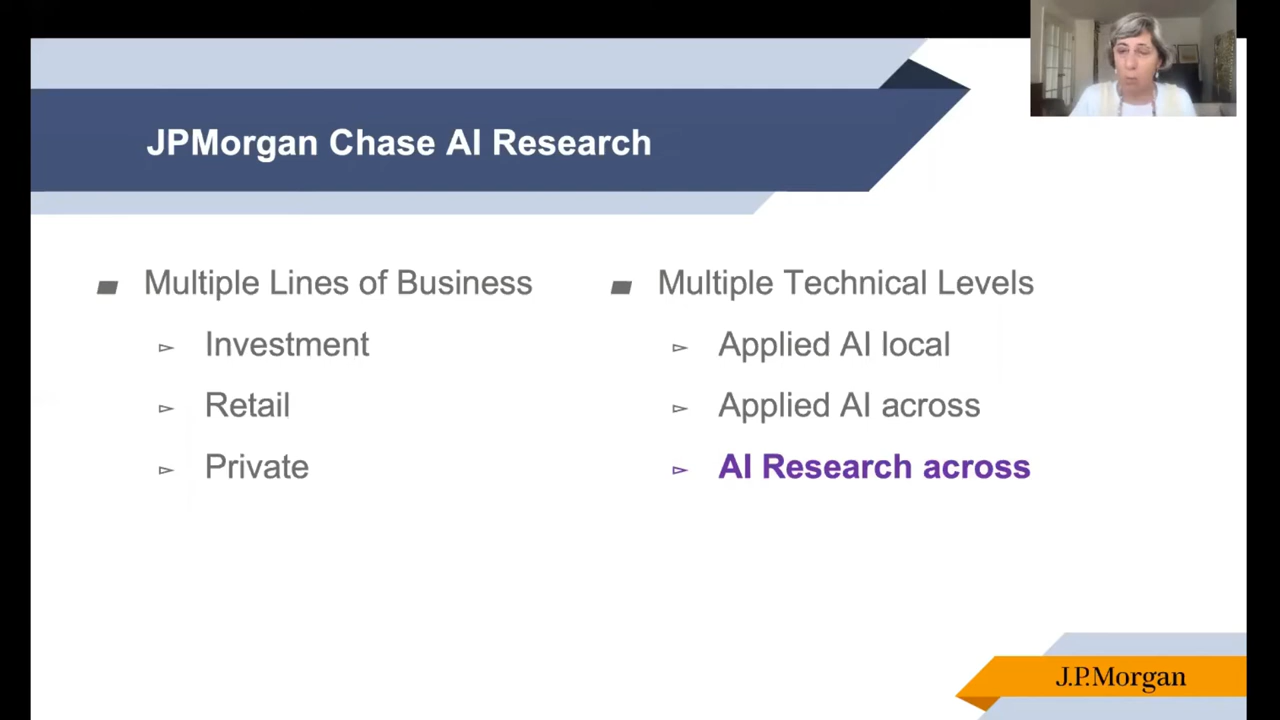 JPMorgan Chase AI Research
Multiple Lines of Business
Investment
Retail
Private
Multiple Technical Levels
Applied AI local
Applied AI across
AI Research across
J.P.Morgan